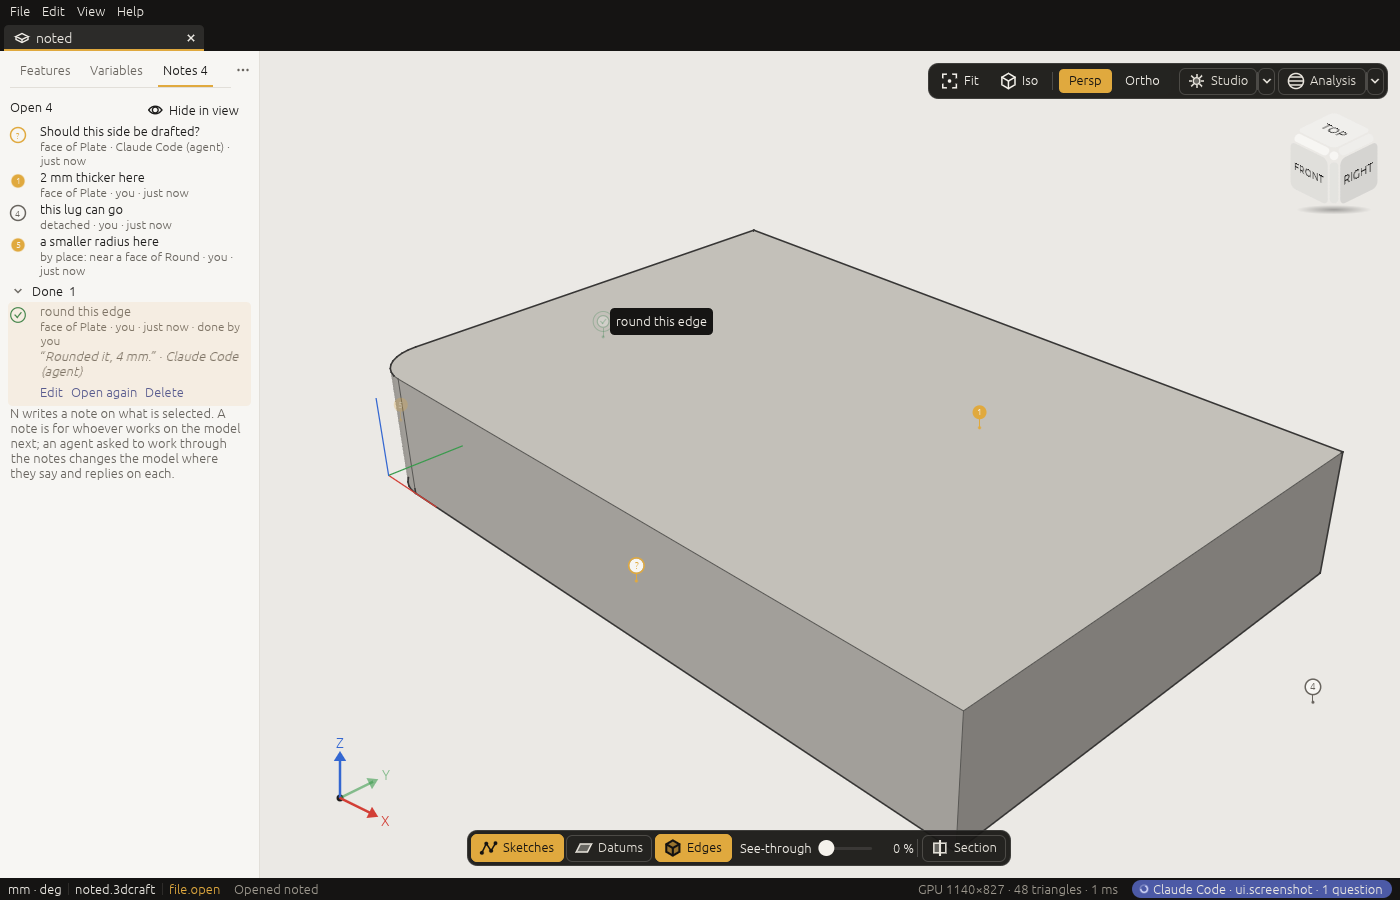 File Edit View Help
noted ×
Features Variables Notes 4 ···
Open 4 Hide in view
? Should this side be drafted?
face of Plate · Claude Code (agent) ·
just now
1 2 mm thicker here
face of Plate · you · just now
4 this lug can go
detached · you · just now
5 a smaller radius here
by place: near a face of Round · you ·
just now
Done 1
round this edge
face of Plate · you · just now · done by
you
“Rounded it, 4 mm.” · Claude Code
(agent)
Edit Open again Delete
N writes a note on what is selected. A
note is for whoever works on the model
next; an agent asked to work through
the notes changes the model where
they say and replies on each.
Fit Iso Persp Ortho Studio Analysis
TOP
FRONT RIGHT
round this edge
1
?
4
Z
Y
X
Sketches Datums Edges See-through 0 % Section
mm · deg noted.3dcraft file.open Opened noted GPU 1140×827 · 48 triangles · 1 ms Claude Code · ui.screenshot · 1 question